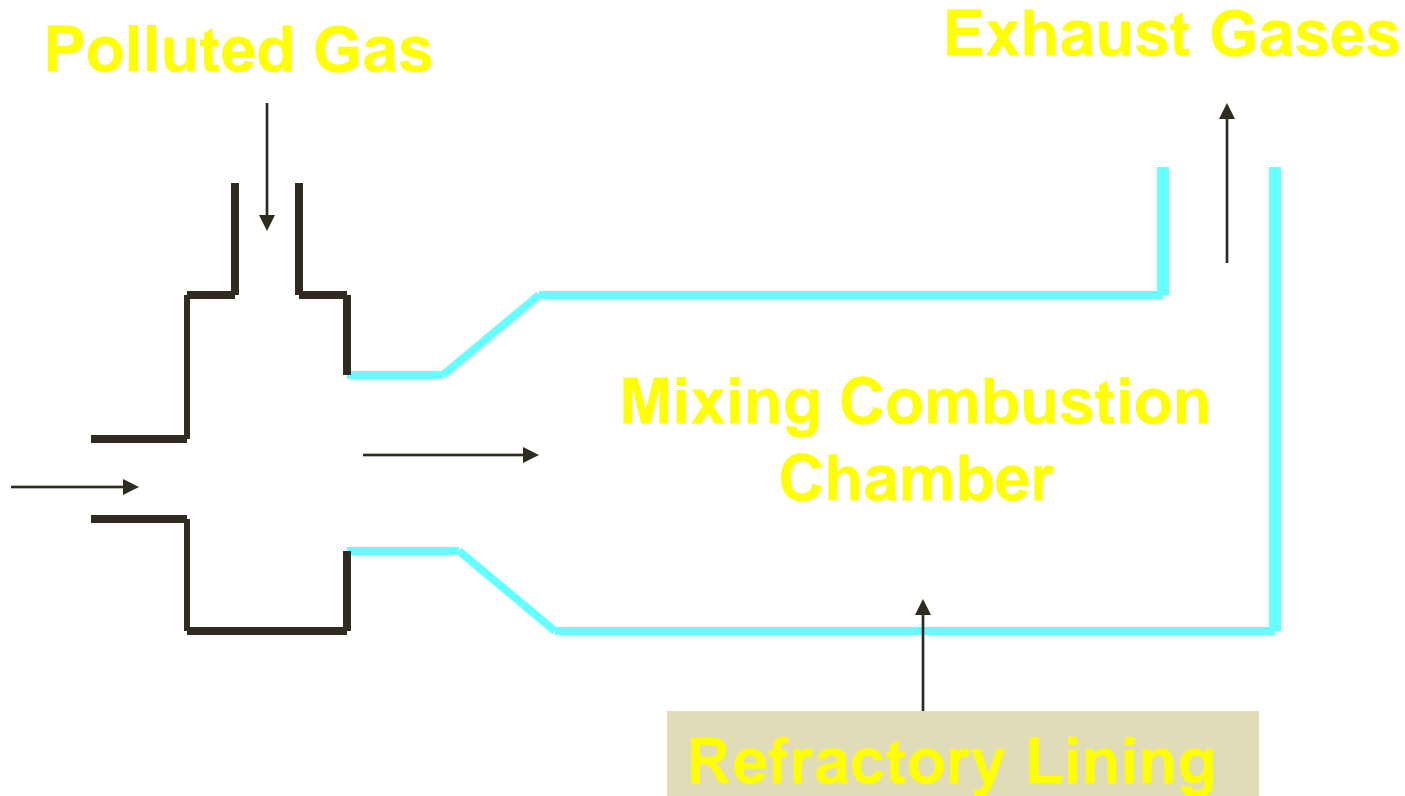 Polluted Gas
Exhaust Gases
Mixing Combustion
Chamber
Refractory Lining